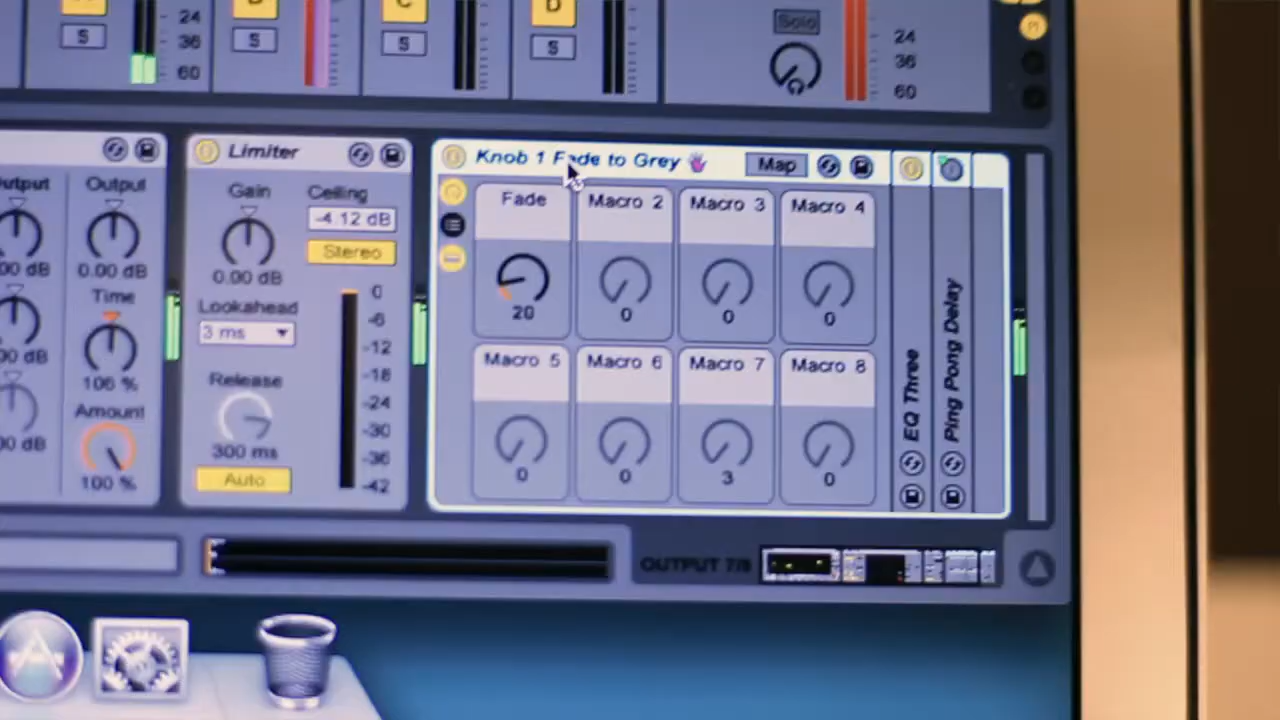 24
36
60
S
S
S
C
D
Solo
24
36
60
Output
0.00 dB
Time
106 %
Amount
100 %
Limiter
Gain
0.00 dB
Lookahead
3 ms
Release
300 ms
Auto
Ceiling
-4.12 dB
Stereo
0
-6
-12
-18
-24
-30
-36
-42
Knob 1 Fade to Grey
Map
Fade
20
Macro 2
0
Macro 3
0
Macro 4
0
Macro 5
0
Macro 6
0
Macro 7
3
Macro 8
0
EQ Three
Ping Pong Delay
OUTPUT 7/8